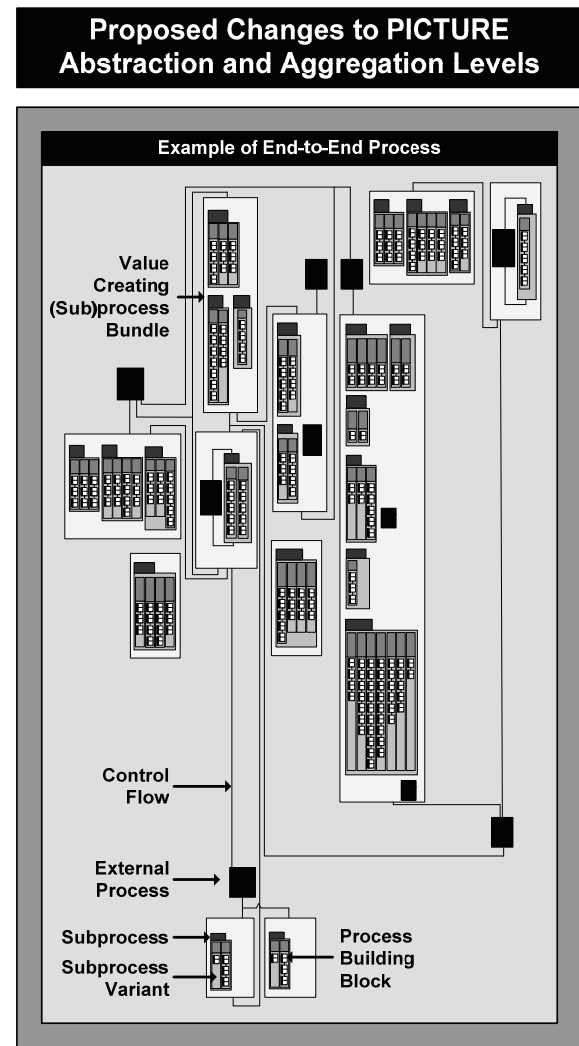 Proposed Changes to PICTURE
Abstraction and Aggregation Levels
Example of End-to-End Process
Value
Creating
(Sub)process
Bundle
Control
Flow
External
Process
Subprocess
Subprocess
Variant
Process
Building
Block